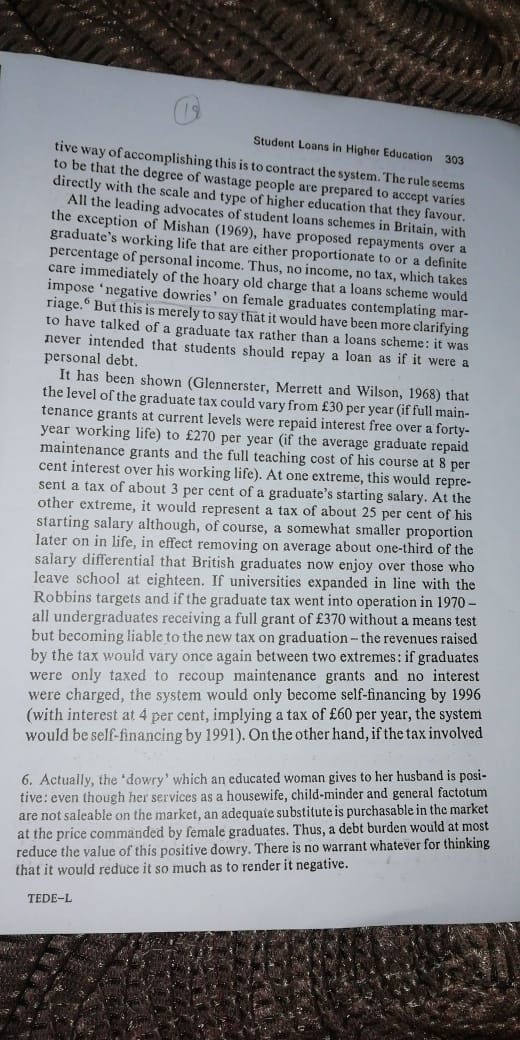 19
Student Loans in Higher Education 303
tive way of accomplishing this is to contract the system. The rule seems
to be that the degree of wastage people are prepared to accept varies
directly with the scale and type of higher education that they favour.
All the leading advocates of student loans schemes in Britain, with
the exception of Mishan (1969), have proposed repayments over a
graduate's working life that are either proportionate to or a definite
percentage of personal income. Thus, no income, no tax, which takes
care immediately of the hoary old charge that a loans scheme would
impose 'negative dowries' on female graduates contemplating mar-
riage.⁶ But this is merely to say that it would have been more clarifying
to have talked of a graduate tax rather than a loans scheme: it was
never intended that students should repay a loan as if it were a
personal debt.
It has been shown (Glennerster, Merrett and Wilson, 1968) that
the level of the graduate tax could vary from £30 per year (if full main-
tenance grants at current levels were repaid interest free over a forty-
year working life) to £270 per year (if the average graduate repaid
maintenance grants and the full teaching cost of his course at 8 per
cent interest over his working life). At one extreme, this would repre-
sent a tax of about 3 per cent of a graduate's starting salary. At the
other extreme, it would represent a tax of about 25 per cent of his
starting salary although, of course, a somewhat smaller proportion
later on in life, in effect removing on average about one-third of the
salary differential that British graduates now enjoy over those who
leave school at eighteen. If universities expanded in line with the
Robbins targets and if the graduate tax went into operation in 1970 –
all undergraduates receiving a full grant of £370 without a means test
but becoming liable to the new tax on graduation – the revenues raised
by the tax would vary once again between two extremes: if graduates
were only taxed to recoup maintenance grants and no interest
were charged, the system would only become self-financing by 1996
(with interest at 4 per cent, implying a tax of £60 per year, the system
would be self-financing by 1991). On the other hand, if the tax involved
6. Actually, the 'dowry' which an educated woman gives to her husband is posi-
tive: even though her services as a housewife, child-minder and general factotum
are not saleable on the market, an adequate substitute is purchasable in the market
at the price commanded by female graduates. Thus, a debt burden would at most
reduce the value of this positive dowry. There is no warrant whatever for thinking
that it would reduce it so much as to render it negative.
TEDE–L